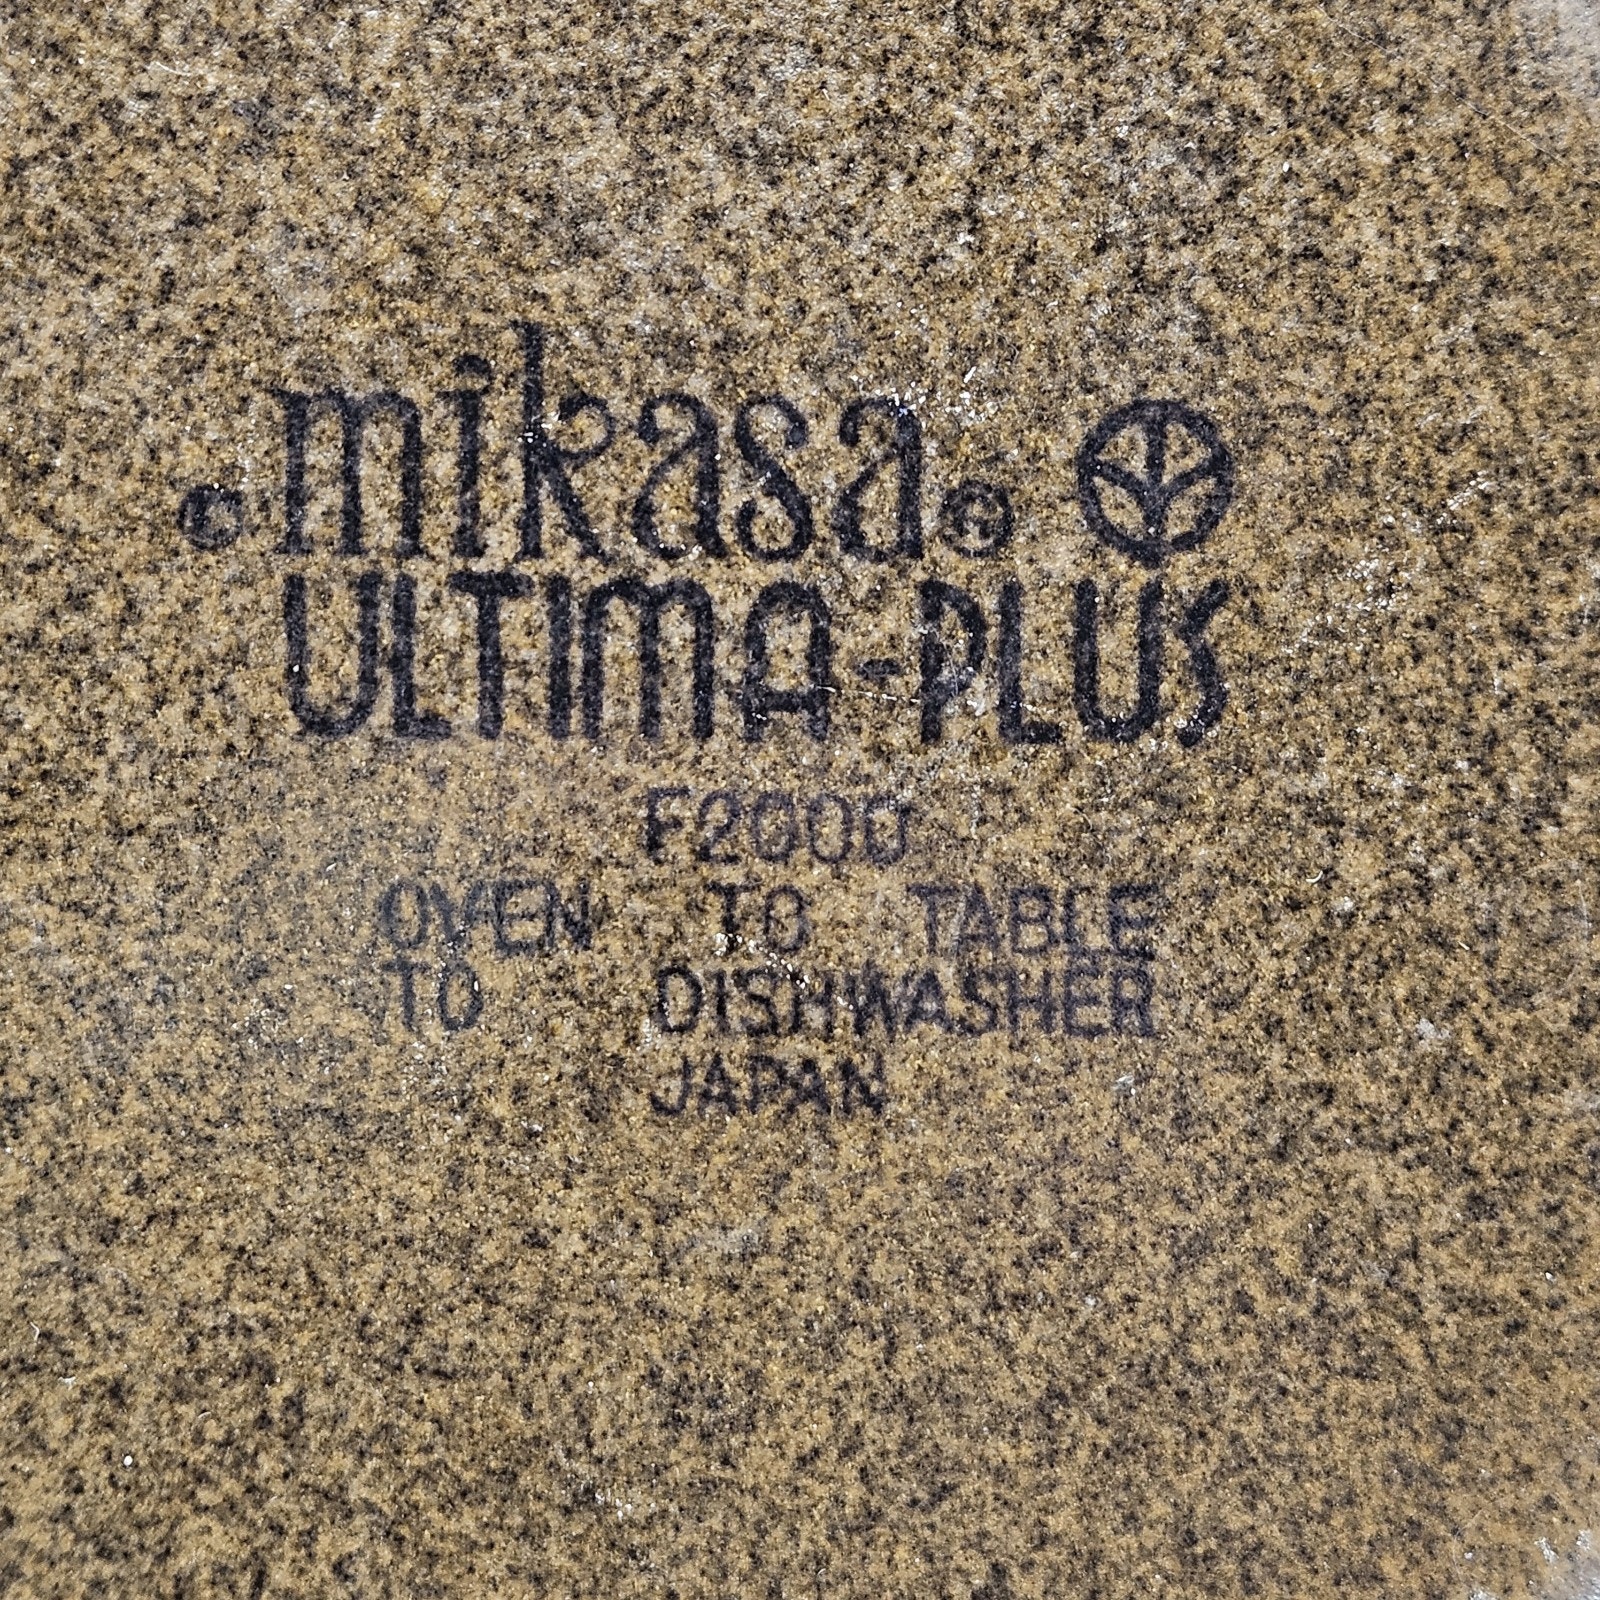 © mikasa ®
ULTIMA-PLUS
F2000
OVEN TO TABLE
TO DISHWASHER
JAPAN